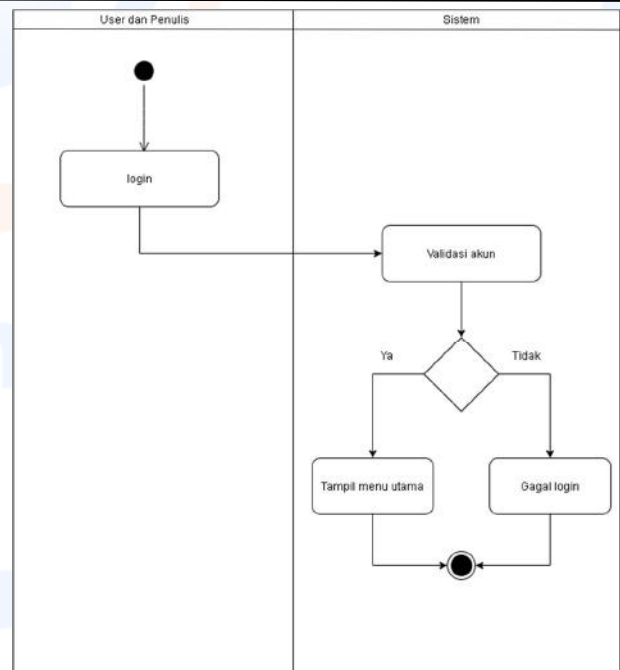 User dan Penulis
Sistem
login
Validasi akun
Ya
Tidak
Tampil menu utama
Gagal login